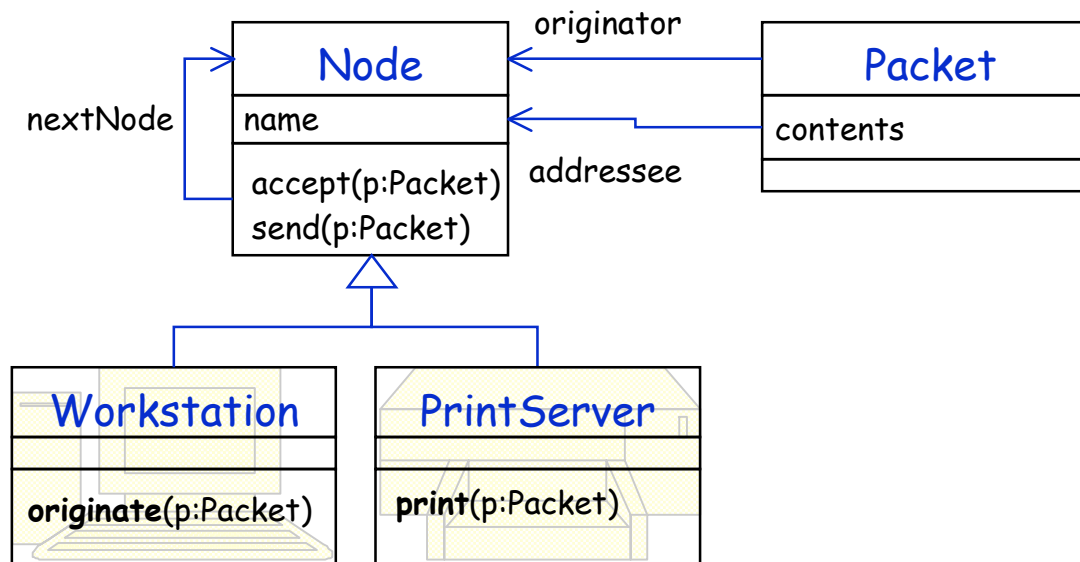 originator
Node
Packet
nextNode
name
contents
addressee
accept(p:Packet)
send(p:Packet)
Workstation
PrintServer
originate(p:Packet)
print(p:Packet)